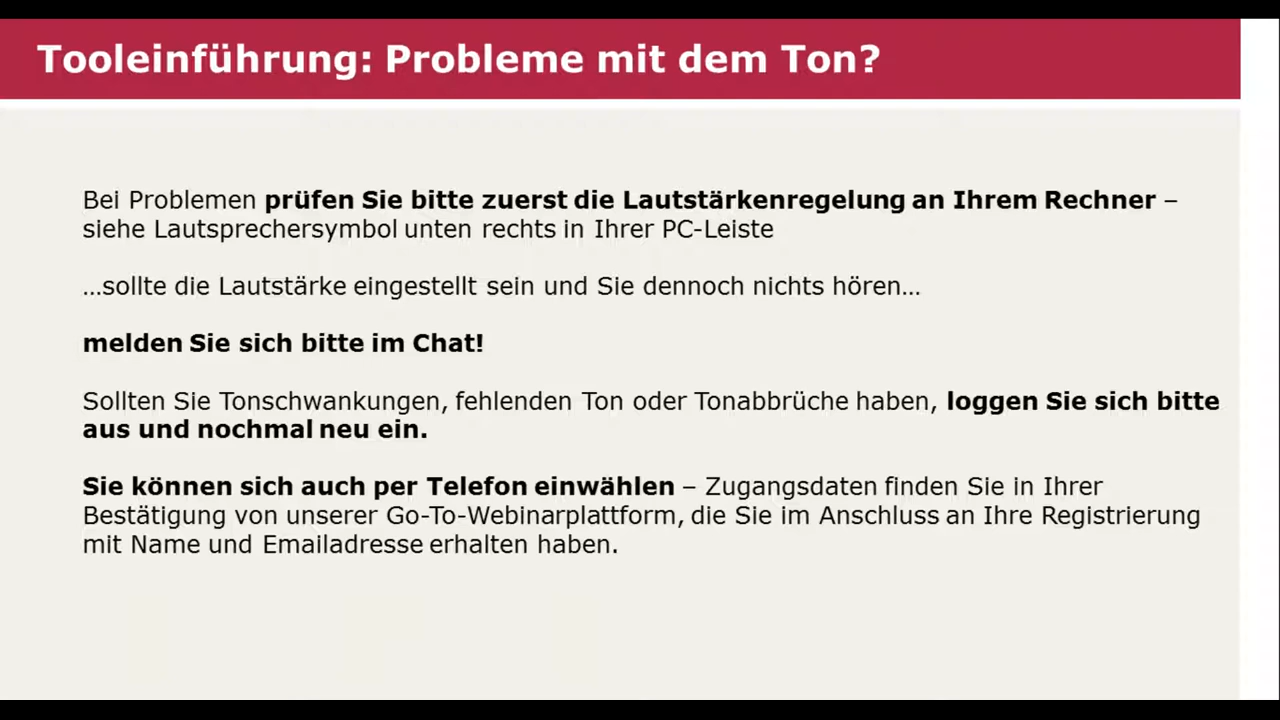 Tooleinführung: Probleme mit dem Ton?
Bei Problemen prüfen Sie bitte zuerst die Lautstärkenregelung an Ihrem Rechner –
siehe Lautsprechersymbol unten rechts in Ihrer PC-Leiste
…sollte die Lautstärke eingestellt sein und Sie dennoch nichts hören…
melden Sie sich bitte im Chat!
Sollten Sie Tonschwankungen, fehlenden Ton oder Tonabbrüche haben, loggen Sie sich bitte
aus und nochmal neu ein.
Sie können sich auch per Telefon einwählen – Zugangsdaten finden Sie in Ihrer
Bestätigung von unserer Go-To-Webinarplattform, die Sie im Anschluss an Ihre Registrierung
mit Name und Emailadresse erhalten haben.